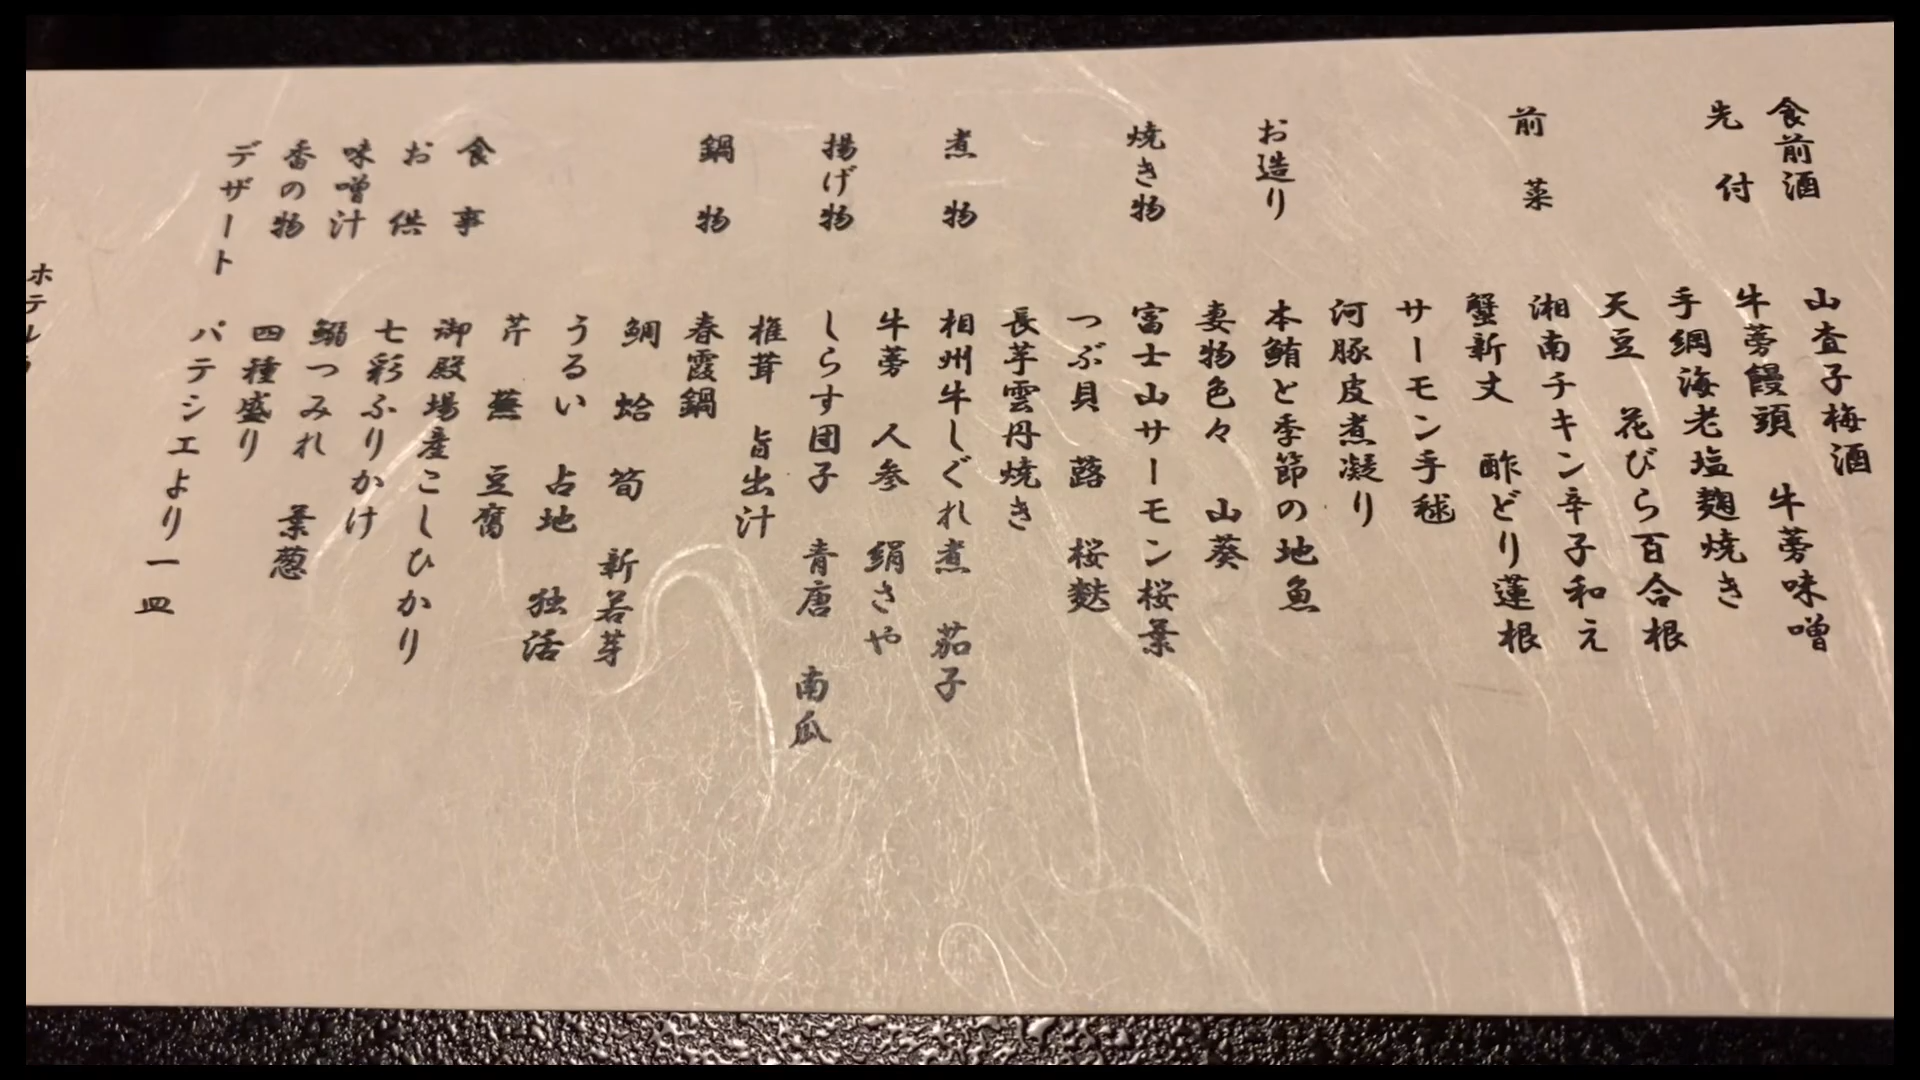 食前酒　山査子梅酒
先付　牛蒡饅頭　牛蒡味噌
手綱海老塩麹焼き
天豆　花びら百合根
前菜　湘南チキン辛子和え
蟹新丈　酢どり蓮根
サーモン手毬
河豚皮煮凝り
お造り　本鮪と季節の地魚
妻物色々　山葵
焼き物　富士山サーモン桜葉
つぶ貝　蕗　桜麩
長芋雲丹焼き
煮物　相州牛しぐれ煮　茄子
牛蒡　人参　絹さや
揚げ物　しらす団子　青唐　南瓜
椎茸　旨出汁
鍋物　春霞鍋
鯛　蛤　筍　新若芽
うるい　占地　独活
芹　蕪　豆腐
食事　御殿場産こしひかり
お供　七彩ふりかけ
味噌汁　鰯つみれ　葉葱
香の物　四種盛り
デザート　パテシエより一皿
ホテル